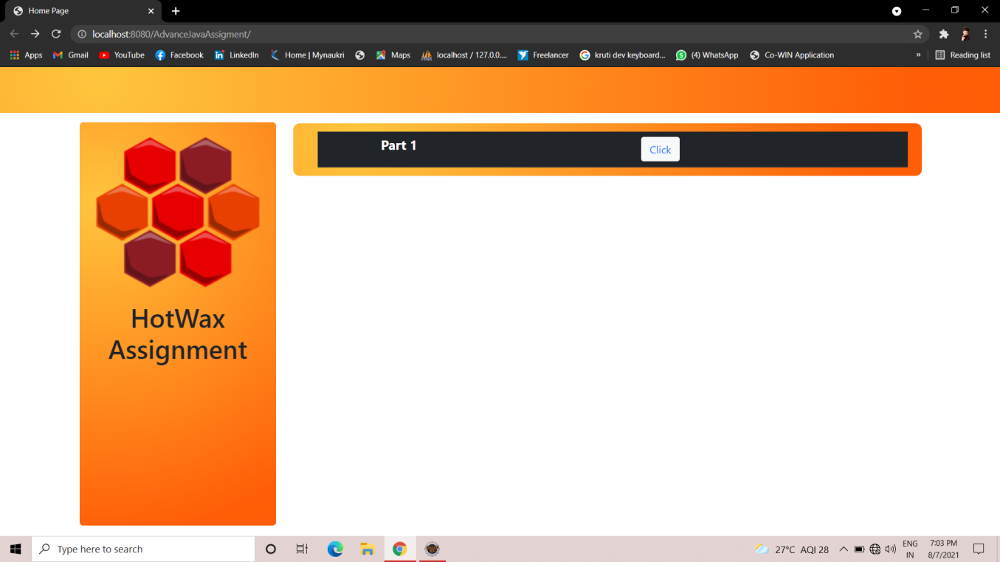 Home Page
localhost:8080/AdvanceJavaAssigment/
Apps Gmail YouTube Facebook LinkedIn Home | Mynaukri Maps localhost / 127.0.0.... Freelancer kruti dev keyboard... (4) WhatsApp Co-WIN Application » Reading list
Part 1 Click
HotWax
Assignment
Type here to search
27°C AQI 28
ENG
IN
7:03 PM
8/7/2021